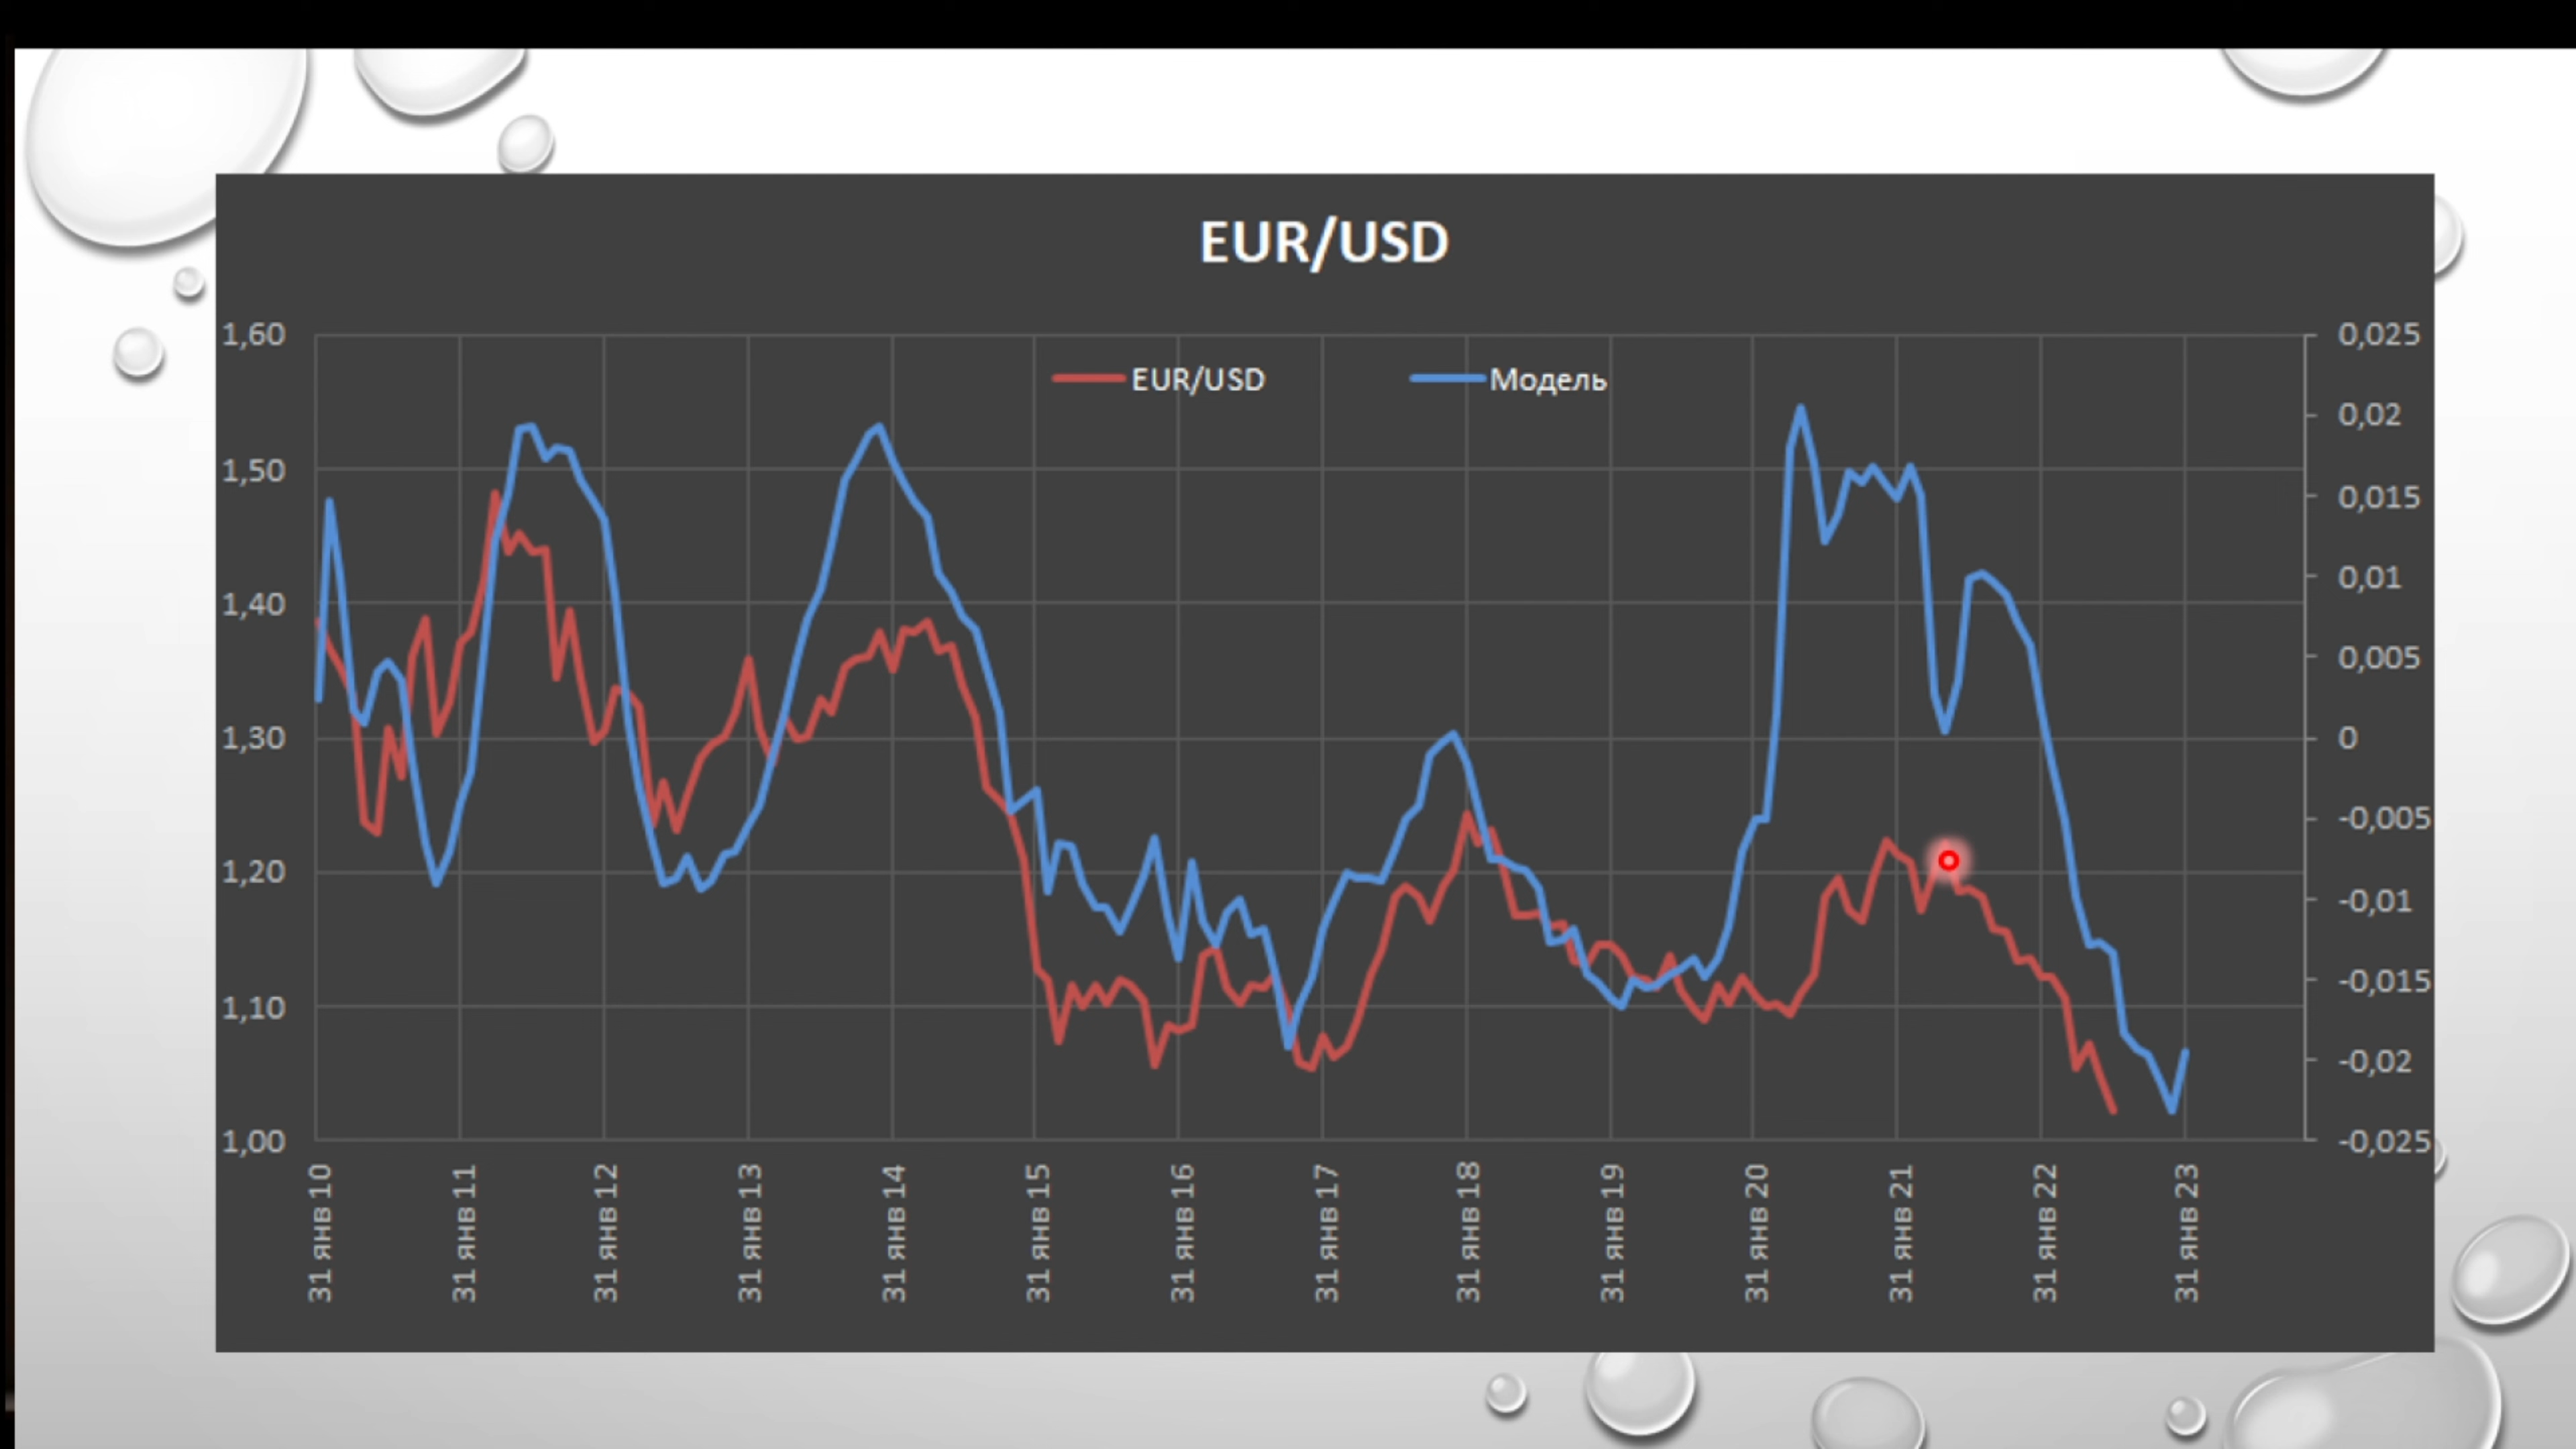 EUR/USD
EUR/USD
Модель
1,60
1,50
1,40
1,30
1,20
1,10
1,00
0,025
0,02
0,015
0,01
0,005
0
-0,005
-0,01
-0,015
-0,02
-0,025
31 янв 10
31 янв 11
31 янв 12
31 янв 13
31 янв 14
31 янв 15
31 янв 16
31 янв 17
31 янв 18
31 янв 19
31 янв 20
31 янв 21
31 янв 22
31 янв 23